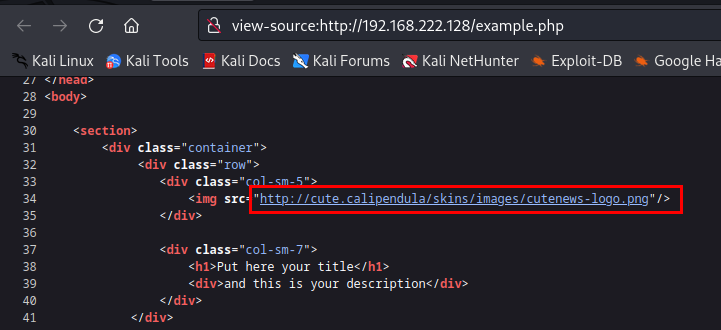 view-source:http://192.168.222.128/example.php
Kali Linux Kali Tools Kali Docs Kali Forums Kali NetHunter Exploit-DB Google Ha
27 </head>
28 <body>
29
30 <section>
31 <div class="container">
32 <div class="row">
33 <div class="col-sm-5">
34 <img src="http://cute.calipendula/skins/images/cutenews-logo.png"/>
35 </div>
36
37 <div class="col-sm-7">
38 <h1>Put here your title</h1>
39 <div>and this is your description</div>
40 </div>
41 </div>